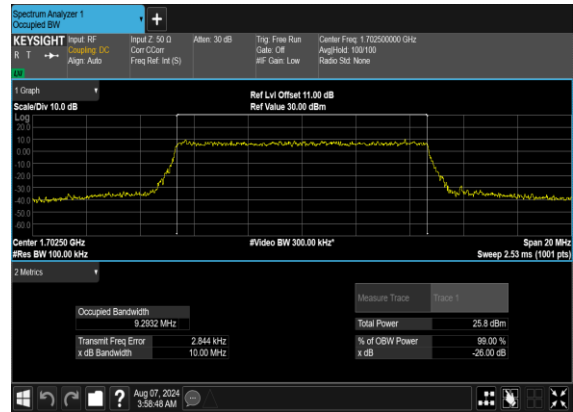 Spectrum Analyzer 1
Occupied BW
+
KEYSIGHT Input: RF Input Z: 50 Ω Atten: 30 dB Trig: Free Run Center Freq: 1.702500000 GHz
R T Coupling: DC Corr CCorr Gate: Off Avg|Hold: 100/100
Align: Auto Freq Ref: Int (S) #IF Gain: Low Radio Std: None
1 Graph
Ref Lvl Offset 11.00 dB
Scale/Div 10.0 dB Ref Value 30.00 dBm
Log
20.0
10.0
0.00
-10.0
-20.0
-30.0
-40.0
-50.0
-60.0
Center 1.70250 GHz #Video BW 300.00 kHz* Span 20 MHz
#Res BW 100.00 kHz Sweep 2.53 ms (1001 pts)
2 Metrics
Measure Trace Trace 1
Occupied Bandwidth
9.2932 MHz Total Power 25.8 dBm
Transmit Freq Error 2.844 kHz % of OBW Power 99.00 %
x dB Bandwidth 10.00 MHz x dB -26.00 dB
? Aug 07, 2024
3:58:48 AM